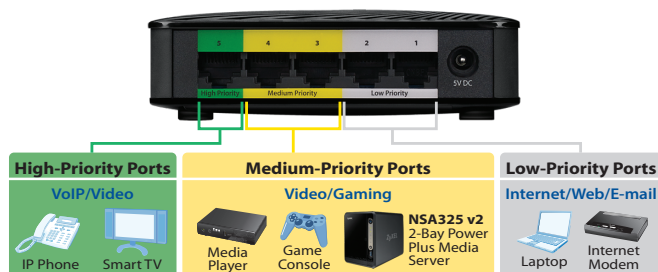 5 4 3 2 1
5V DC
High Priority Medium Priority Low Priority
High-Priority Ports
VoIP/Video
IP Phone Smart TV
Medium-Priority Ports
Video/Gaming
Media
Player
Game
Console
NSA325 v2
2-Bay Power
Plus Media
Server
ZyXEL
Low-Priority Ports
Internet/Web/E-mail
Laptop
Internet
Modem